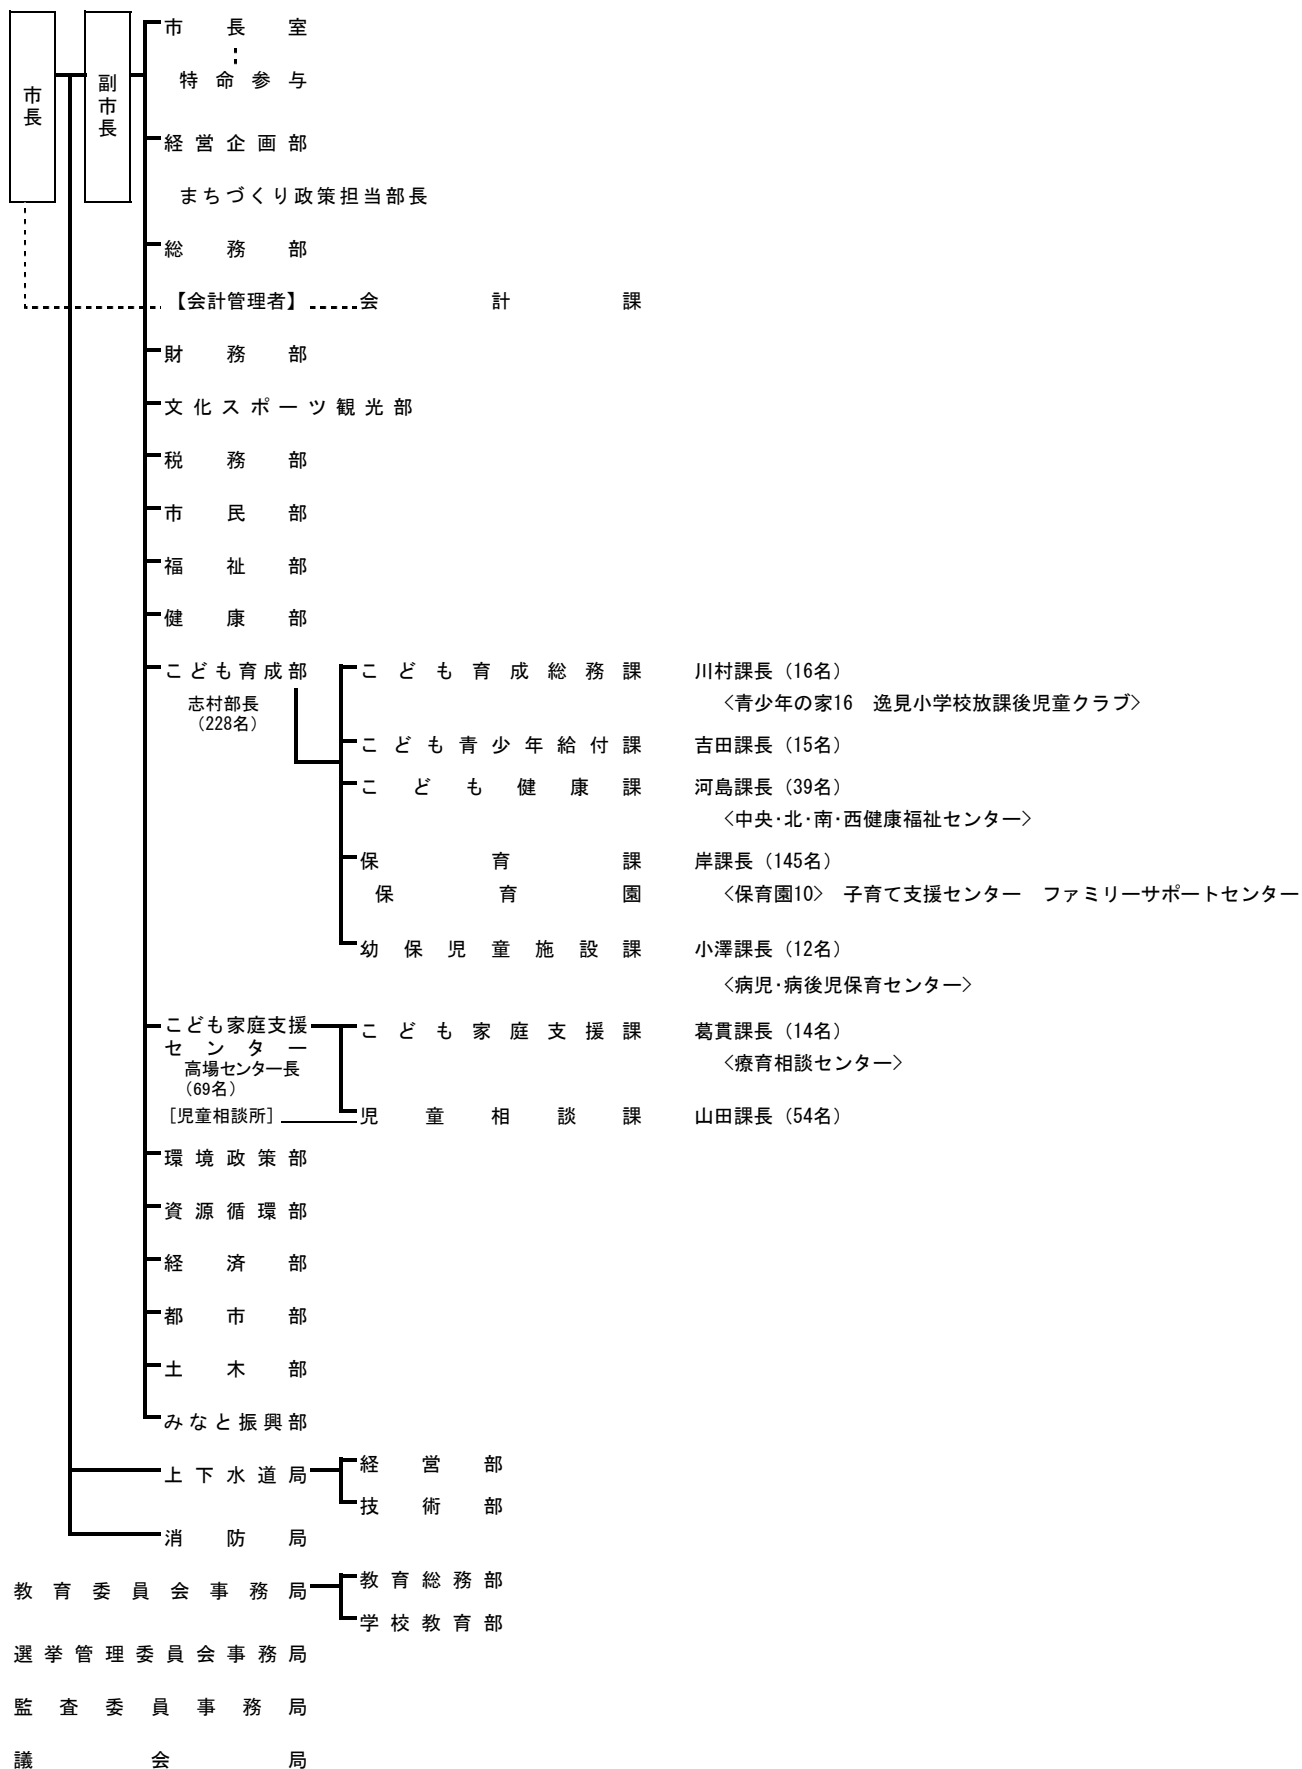 市長
副市長
市長室
特命参与
経営企画部
まちづくり政策担当部長
総務部
【会計管理者】 会計課
財務部
文化スポーツ観光部
税務部
市民部
福祉部
健康部
こども育成部 こども育成総務課 川村課長（16名）
志村部長 〈青少年の家16　逸見小学校放課後児童クラブ〉
（228名）
こども青少年給付課 吉田課長（15名）
こども健康課 河島課長（39名）
〈中央･北･南･西健康福祉センター〉
保育課 岸課長（145名）
保育園 〈保育園10〉　子育て支援センター　ファミリーサポートセンター
幼保児童施設課 小澤課長（12名）
〈病児･病後児保育センター〉
こども家庭支援 こども家庭支援課 葛貫課長（14名）
センター
高場センター長 〈療育相談センター〉
（69名）
［児童相談所］ 児童相談課 山田課長（54名）
環境政策部
資源循環部
経済部
都市部
土木部
みなと振興部
上下水道局 経営部
技術部
消防局
教育委員会事務局 教育総務部
学校教育部
選挙管理委員会事務局
監査委員事務局
議会局